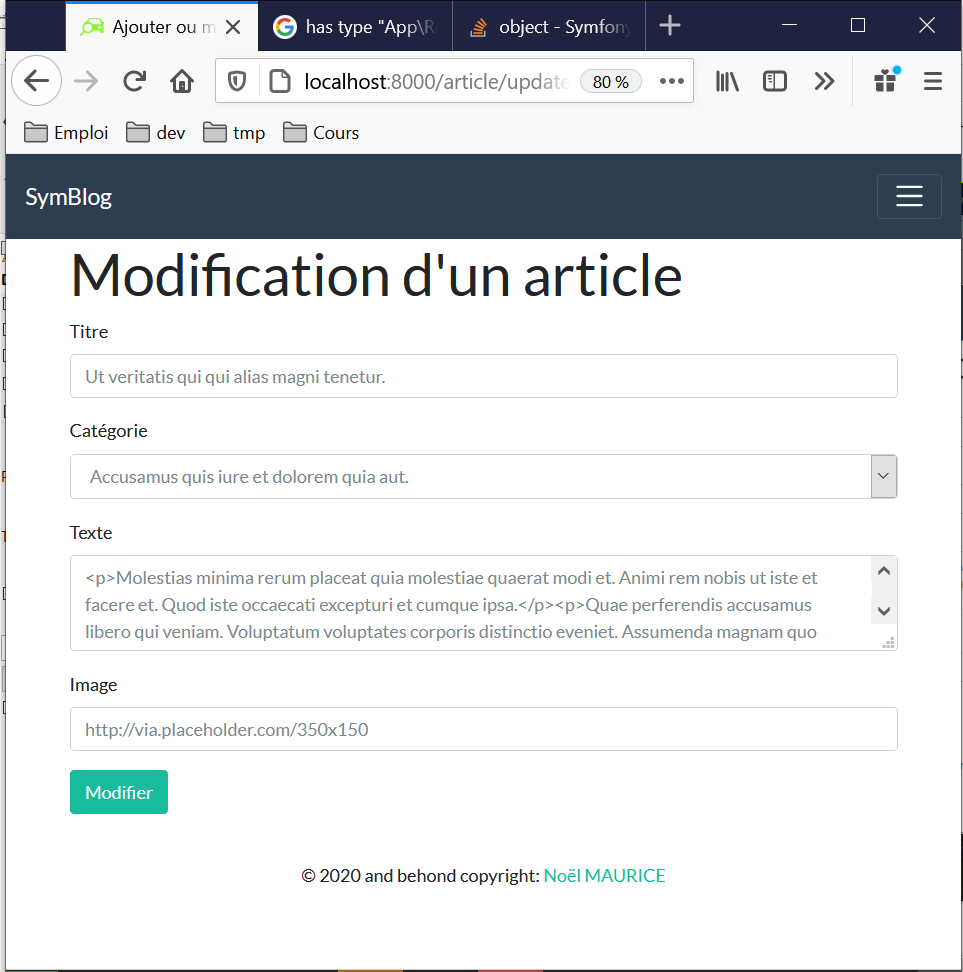 Ajouter ou m
has type "App\R
object - Symfony
localhost:8000/article/update
80 %
Emploi dev tmp Cours
SymBlog
Modification d'un article
Titre
Ut veritatis qui qui alias magni tenetur.
Catégorie
Accusamus quis iure et dolorem quia aut.
Texte
<p>Molestias minima rerum placeat quia molestiae quaerat modi et. Animi rem nobis ut iste et
facere et. Quod iste occaecati excepturi et cumque ipsa.</p><p>Quae perferendis accusamus
libero qui veniam. Voluptatum voluptates corporis distinctio eveniet. Assumenda magnam quo
Image
http://via.placeholder.com/350x150
Modifier
© 2020 and behond copyright: Noël MAURICE